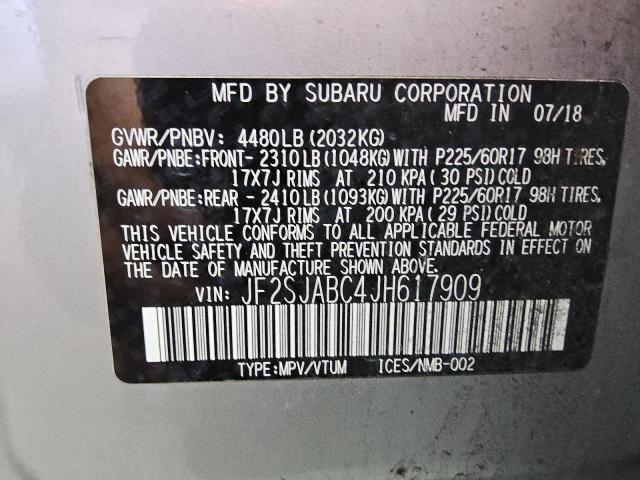 MFD BY SUBARU CORPORATION
MFD IN 07/18
GVWR/PNBV: 4480LB(2032KG)
GAWR/PNBE:FRONT-2310LB(1048KG)WITH P225/60R17 98H TIRES,
17X7J RIMS AT 210 KPA(30 PSI)COLD
GAWR/PNBE:REAR -2410LB(1093KG)WITH P225/60R17 98H TIRES,
17X7J RIMS AT 200 KPA(29 PSI)COLD
THIS VEHICLE CONFORMS TO ALL APPLICABLE FEDERAL MOTOR
VEHICLE SAFETY AND THEFT PREVENTION STANDARDS IN EFFECT ON
THE DATE OF MANUFACTURE SHOWN ABOVE.
VIN: JF2SJABC4JH617909
TYPE:MPV/VTUM ICES/NMB-002